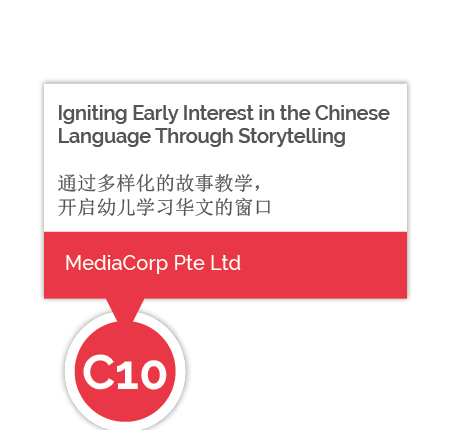 Igniting Early Interest in the Chinese
Language Through Storytelling
通过多样化的故事教学，
开启幼儿学习华文的窗口
MediaCorp Pte Ltd
C10